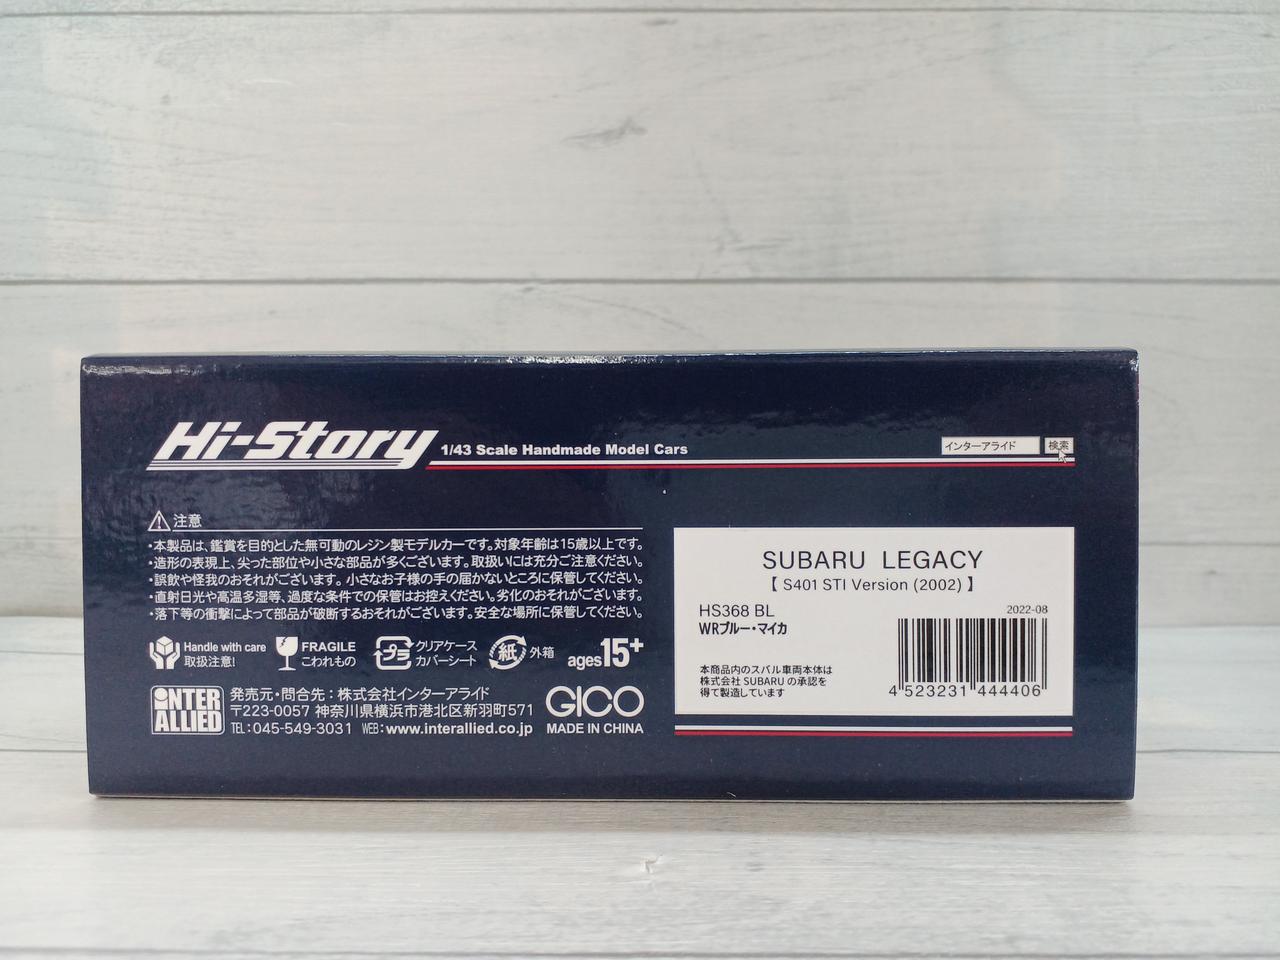 Hi-Story
1/43 Scale Handmade Model Cars
インターアライド 検索
注意
・本製品は、鑑賞を目的とした無可動のレジン製モデルカーです。対象年齢は15歳以上です。
・造形の表現上、尖った部位や小さな部品が多くございます。取扱いには充分ご注意ください。
・誤飲や怪我のおそれがございます。小さなお子様の手の届かないところに保管してください。
・直射日光や高温多湿等、過度な条件での保管はお控えください。劣化のおそれがございます。
・落下等の衝撃によって部品が破断するおそれがございます。安全な場所に保管してください。
Handle with care
取扱注意!
FRAGILE
こわれもの
プラ
クリアケース
カバーシート
紙
外箱
ages15+
INTER
ALLIED
発売元・問合先：株式会社インターアライド
〒223-0057 神奈川県横浜市港北区新羽町571
TEL：045-549-3031 WEB：www.interallied.co.jp
GICO
MADE IN CHINA
SUBARU LEGACY
【 S401 STI Version (2002) 】
HS368 BL
WRブルー・マイカ
2022-08
本商品内のスバル車両本体は
株式会社 SUBARU の承認を
得て製造しています
4 523231 444406